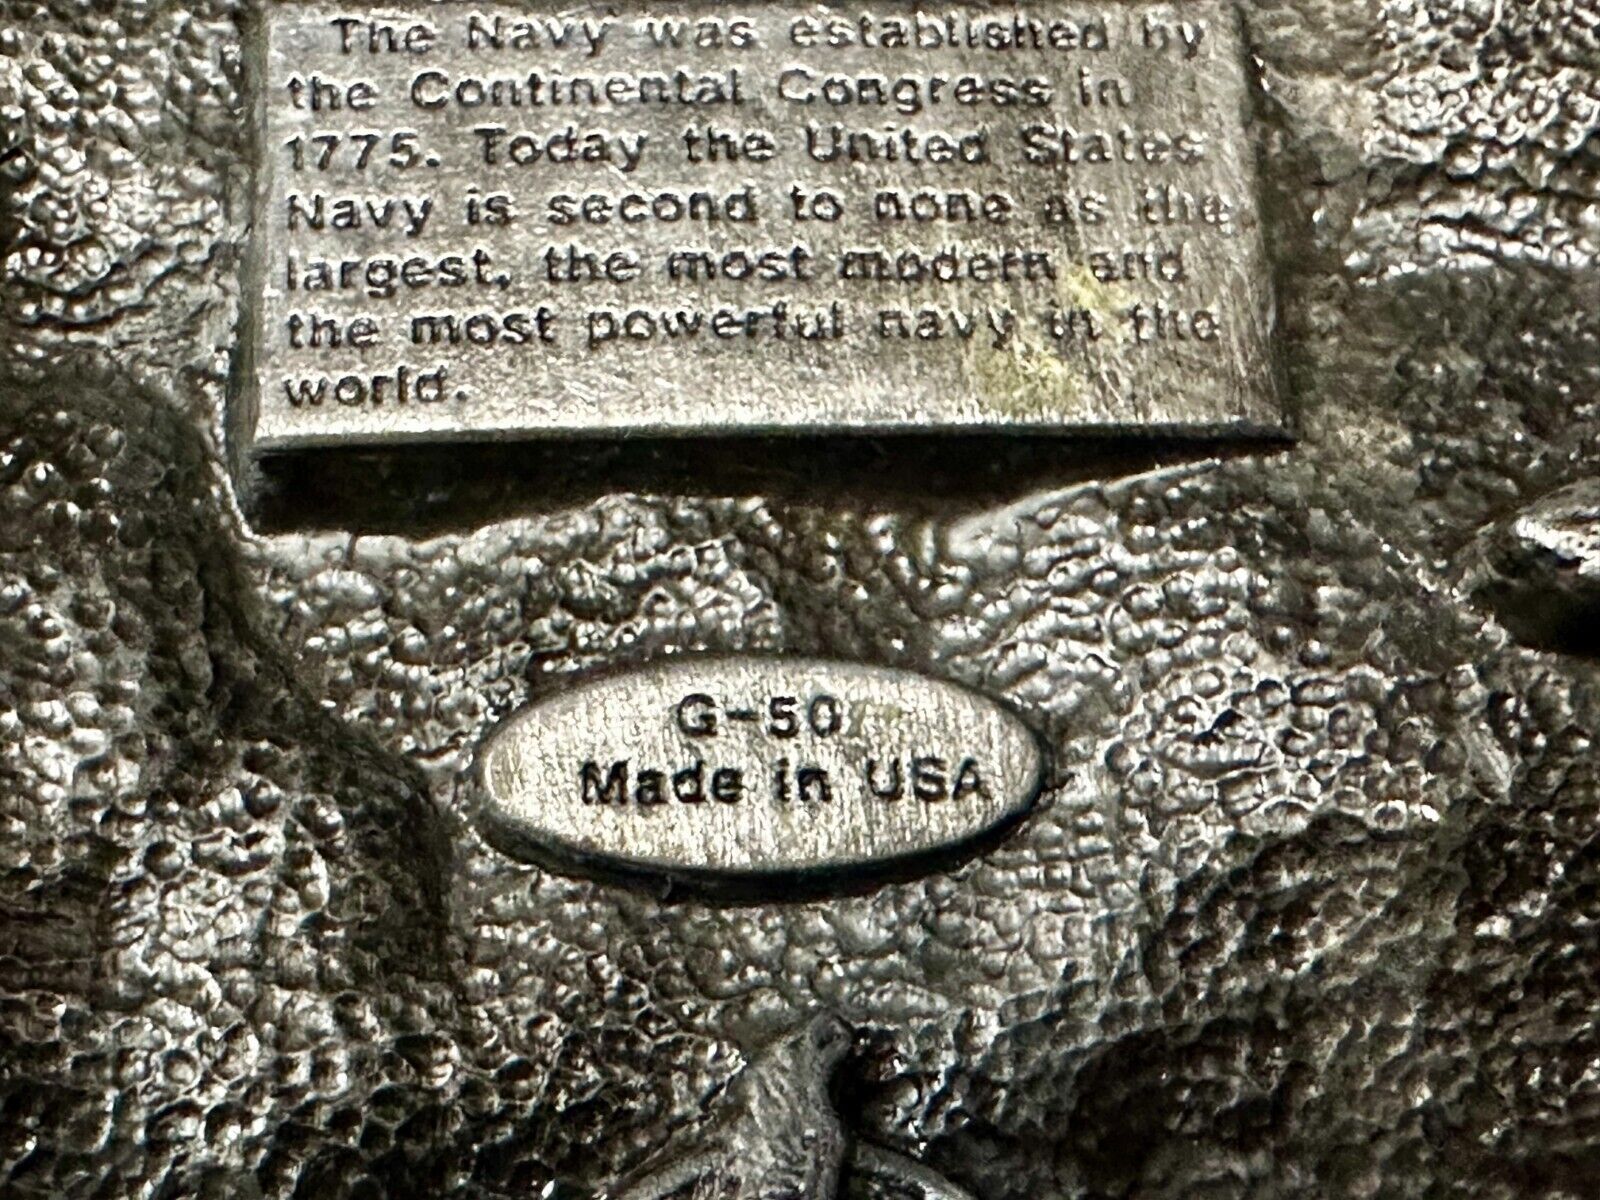 The Navy was established by
the Continental Congress in
1775. Today the United States
Navy is second to none as the
largest, the most modern and
the most powerful navy in the
world.
G-50
Made in USA